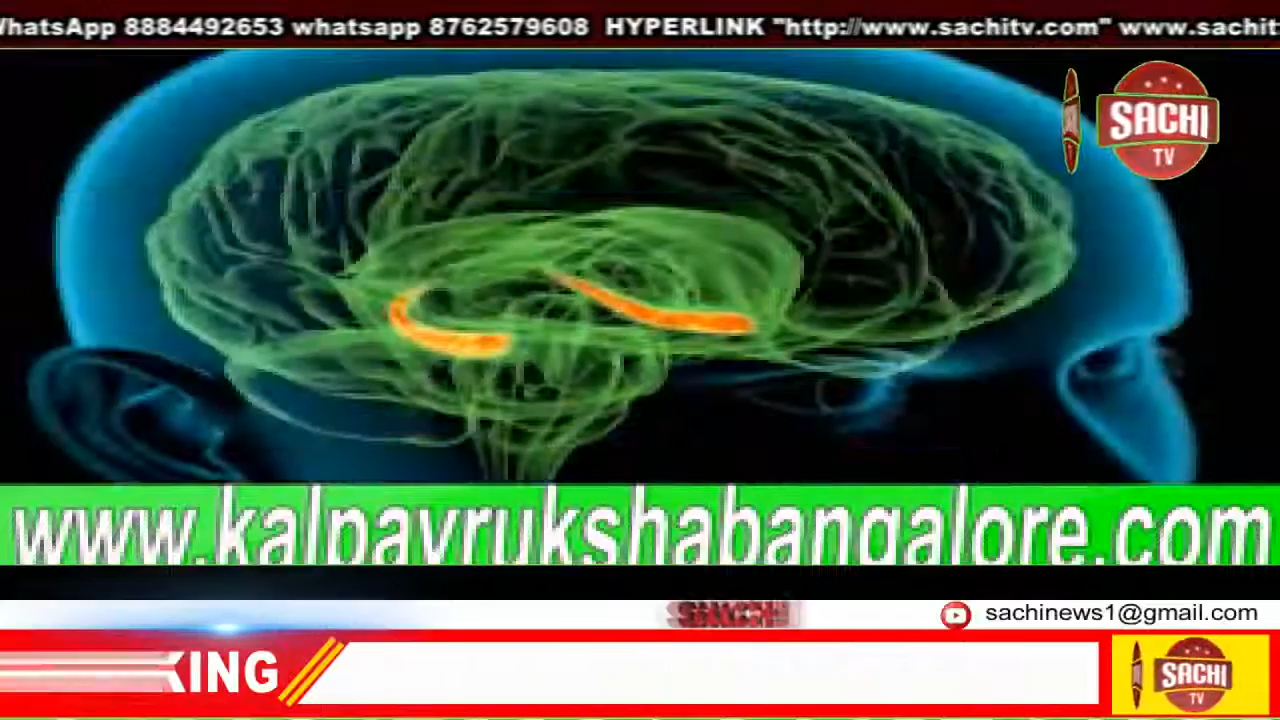 WhatsApp 8884492653 whatsapp 8762579608 HYPERLINK "http://www.sachitv.com" www.sachit
SACHI
TV
www.kalpavrukshabangalore.com
sachinews1@gmail.com
KING
SACHI
TV